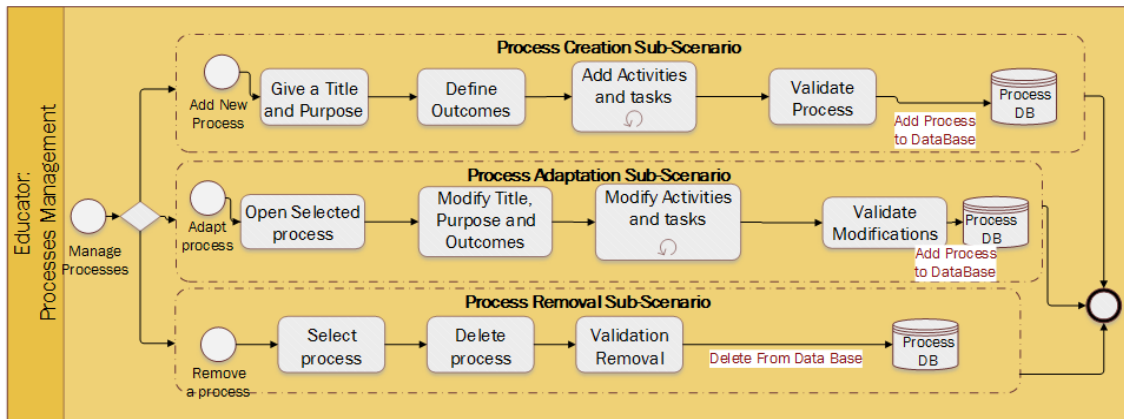 Educator:
Processes Management
Manage
Processes
Process Creation Sub-Scenario
Add New
Process
Give a Title
and Purpose
Define
Outcomes
Add Activities
and tasks
Validate
Process
Add Process
to DataBase
Process
DB
Process Adaptation Sub-Scenario
Adapt
process
Open Selected
process
Modify Title,
Purpose and
Outcomes
Modify Activities
and tasks
Validate
Modifications
Add Process
to DataBase
Process
DB
Process Removal Sub-Scenario
Remove
a process
Select
process
Delete
process
Validation
Removal
Delete From Data Base
Process
DB